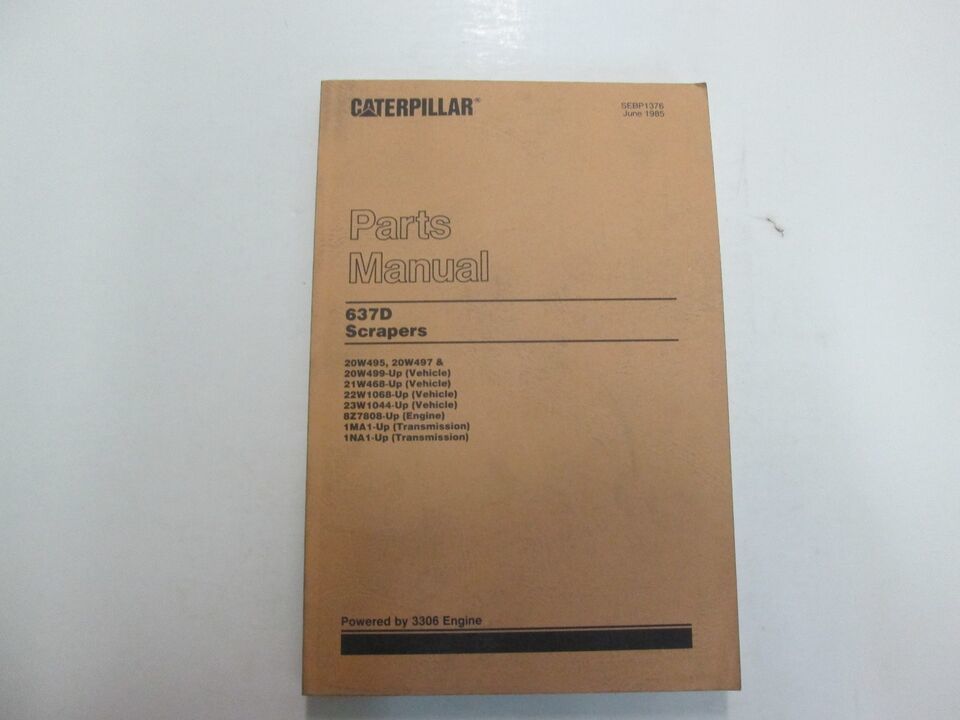 CATERPILLAR®
SEBP1376
June 1985
Parts
Manual
637D
Scrapers
20W495, 20W497 &
20W499-Up (Vehicle)
21W468-Up (Vehicle)
22W1068-Up (Vehicle)
23W1044-Up (Vehicle)
8Z7808-Up (Engine)
1MA1-Up (Transmission)
1NA1-Up (Transmission)
Powered by 3306 Engine